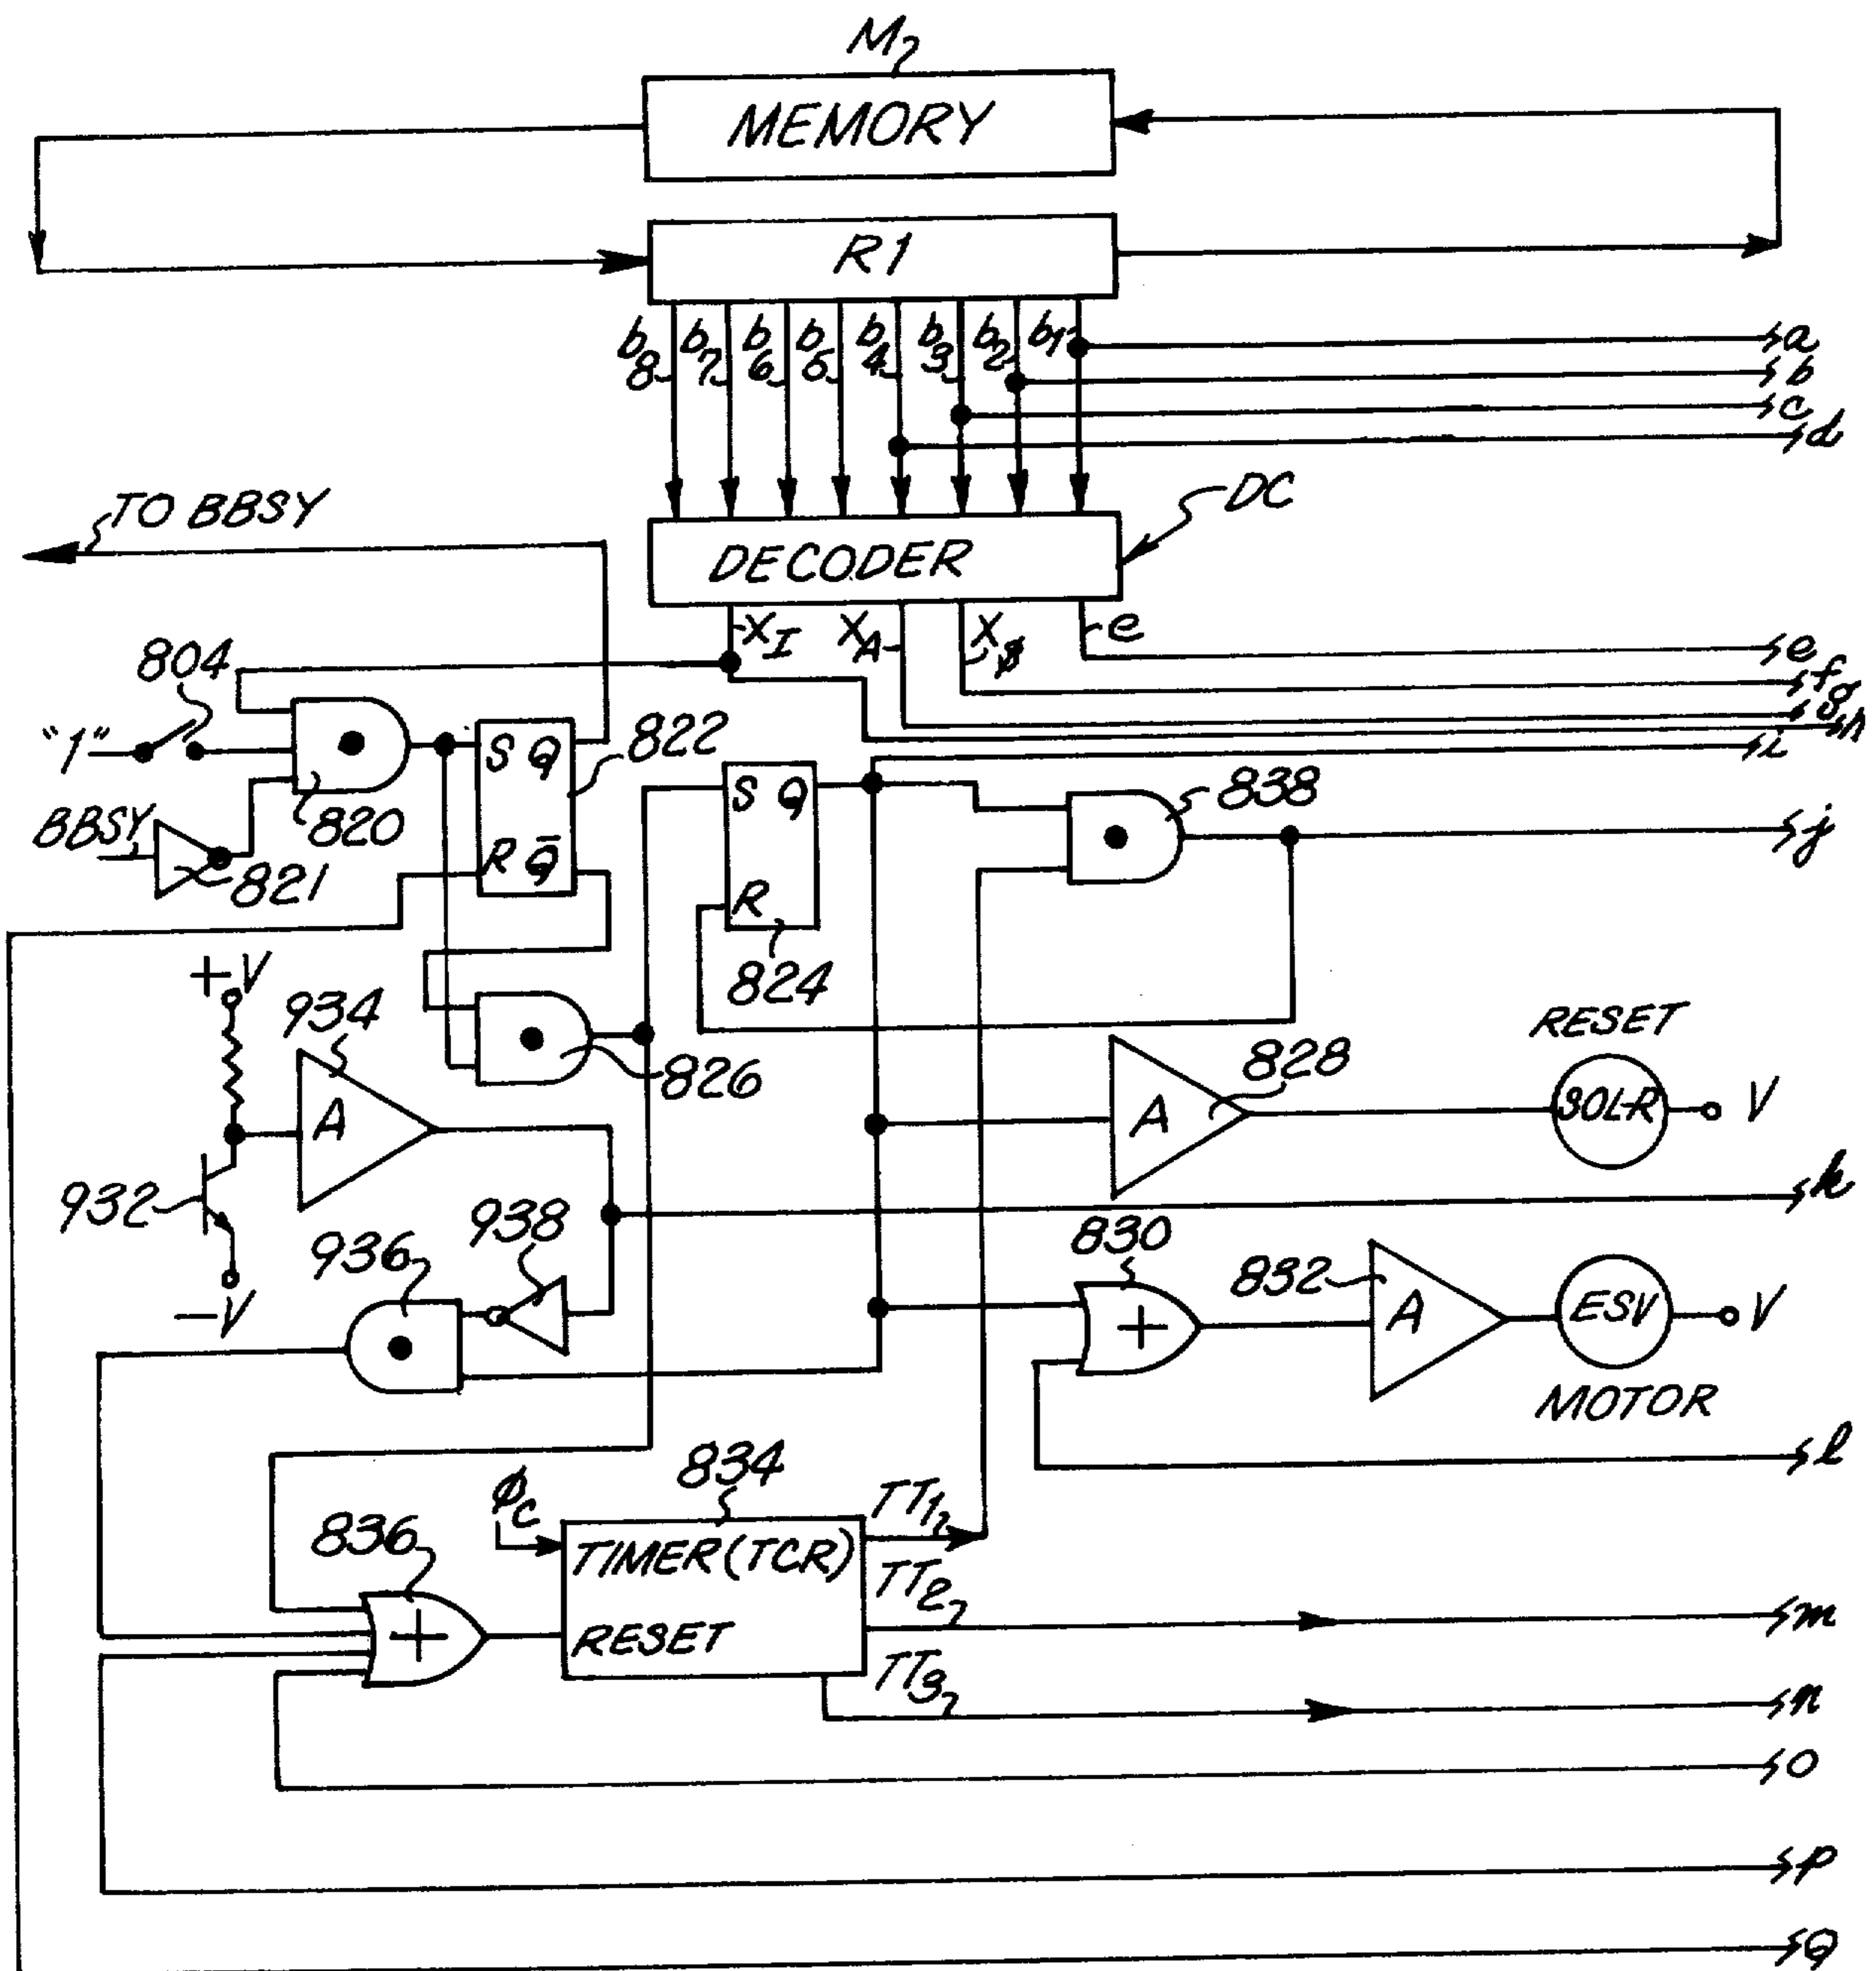 M2
MEMORY
R1
b8 b7 b6 b5 b4 b3 b2 b1
a
b
c
d
TO BBSY
DC
DECODER
XI XA Xφ e
e
f
g
h
i
804
"1"
820
BBSY
821
S Q
R Q̄
822
S Q
R
824
838
j
+V
934
A
826
932
-V
938
936
RESET
828
A
SOL-R
V
k
830
832
A
ESV
V
MOTOR
l
φC
834
TIMER (TCR)
RESET
TT1
TT2
TT3
836
m
n
o
p
Q